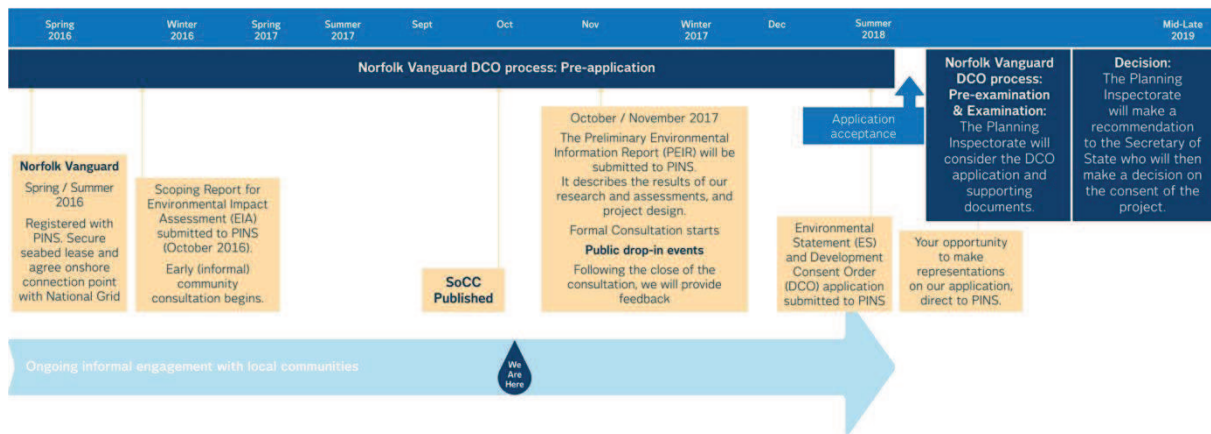 Spring
2016
Winter
2016
Spring
2017
Summer
2017
Sept
Oct
Nov
Winter
2017
Dec
Summer
2018
Mid-Late
2019
Norfolk Vanguard DCO process: Pre-application
Norfolk Vanguard
DCO process:
Pre-examination
& Examination:
The Planning
Inspectorate will
consider the DCO
application and
supporting
documents.
Decision:
The Planning
Inspectorate
will make a
recommendation
to the Secretary of
State who will then
make a decision on
the consent of the
project.
Application
acceptance
Norfolk Vanguard
Spring / Summer
2016
Registered with
PINS. Secure
seabed lease and
agree onshore
connection point
with National Grid
Scoping Report for
Environmental Impact
Assessment (EIA)
submitted to PINS
(October 2016).
Early (informal)
community
consultation begins.
SoCC
Published
October / November 2017
The Preliminary Environmental
Information Report (PEIR) will be
submitted to PINS.
It describes the results of our
research and assessments, and
project design.
Formal Consultation starts
Public drop-in events
Following the close of the
consultation, we will provide
feedback
Environmental
Statement (ES)
and Development
Consent Order
(DCO) application
submitted to PINS
Your opportunity
to make
representations
on our application,
direct to PINS.
Ongoing informal engagement with local communities
We
Are
Here